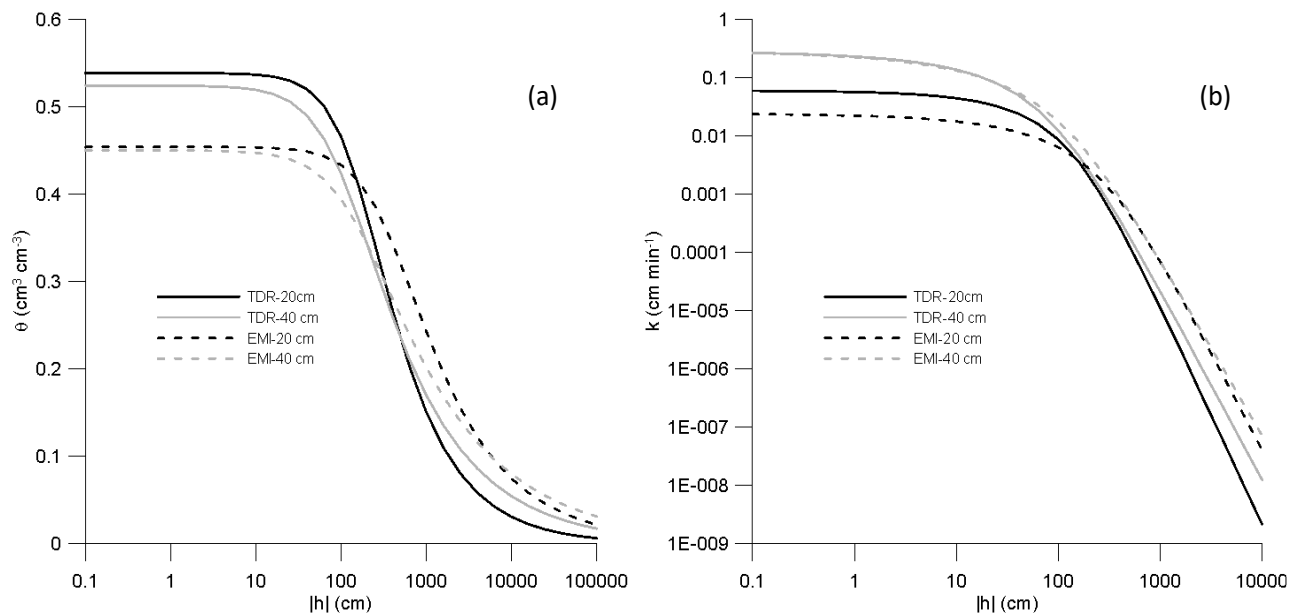 (a)
0.6
0.5
0.4
0.3
0.2
0.1
0
θ (cm³ cm⁻³)
TDR-20cm
TDR-40 cm
EMI-20 cm
EMI-40 cm
0.1 1 10 100 1000 10000 100000
|h| (cm)
(b)
1
0.1
0.01
0.001
0.0001
1E-005
1E-006
1E-007
1E-008
1E-009
k (cm min⁻¹)
TDR-20cm
TDR-40 cm
EMI-20 cm
EMI-40 cm
0.1 1 10 100 1000 10000
|h| (cm)